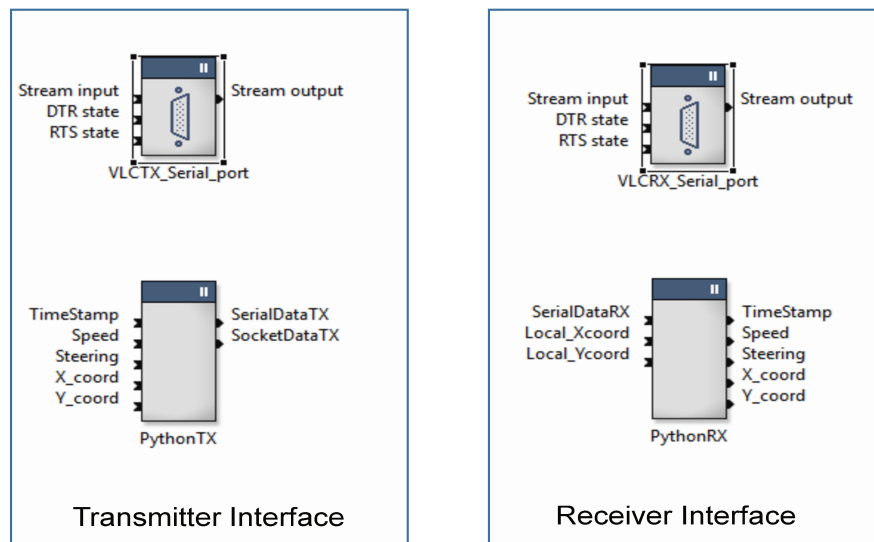 Stream input
DTR state
RTS state
Stream output
VLCTX_Serial_port
TimeStamp
Speed
Steering
X_coord
Y_coord
SerialDataTX
SocketDataTX
PythonTX
Transmitter Interface
Stream input
DTR state
RTS state
Stream output
VLCRX_Serial_port
SerialDataRX
Local_Xcoord
Local_Ycoord
TimeStamp
Speed
Steering
X_coord
Y_coord
PythonRX
Receiver Interface